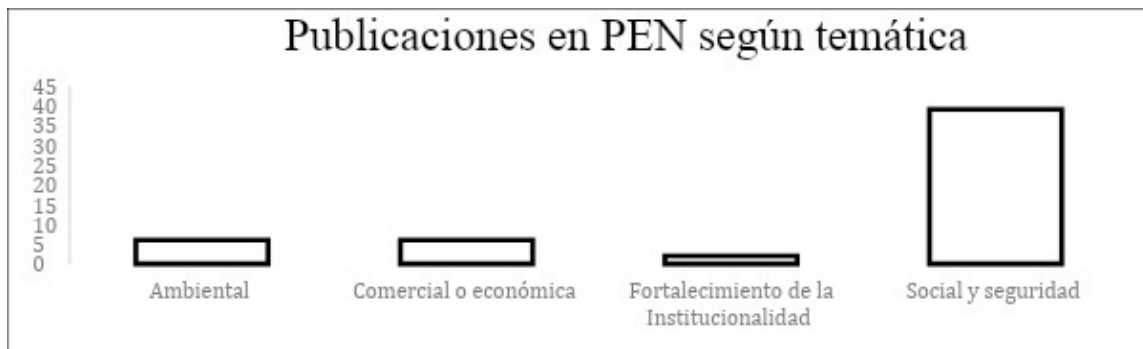 Publicaciones en PEN según temática
45
40
35
30
25
20
15
10
5
0
Ambiental
Comercial o económica
Fortalecimiento de la
Institucionalidad
Social y seguridad